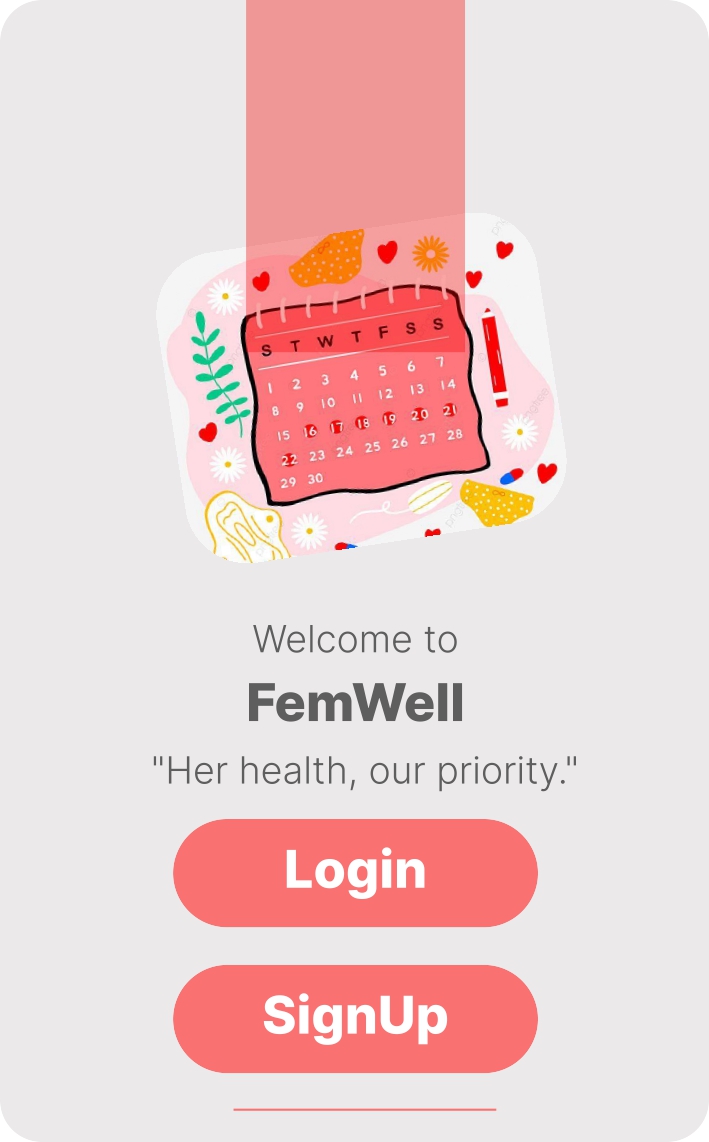 S T W T F S S
1 2 3 4 5 6 7
8 9 10 11 12 13 14
15 16 17 18 19 20 21
22 23 24 25 26 27 28
29 30
Welcome to
FemWell
"Her health, our priority."
Login
SignUp